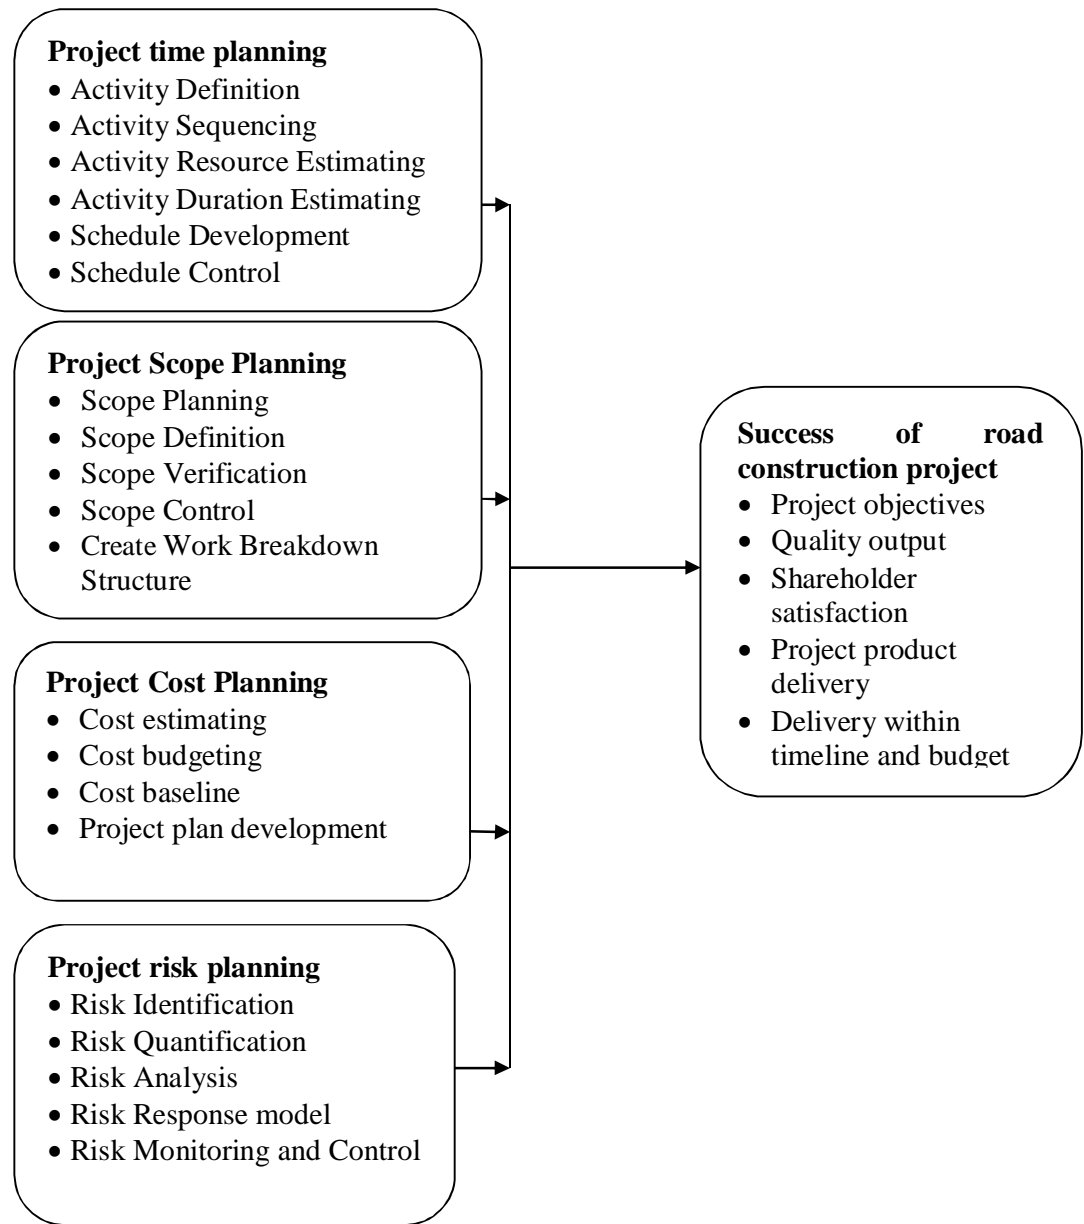 Project time planning
• Activity Definition
• Activity Sequencing
• Activity Resource Estimating
• Activity Duration Estimating
• Schedule Development
• Schedule Control
Project Scope Planning
• Scope Planning
• Scope Definition
• Scope Verification
• Scope Control
• Create Work Breakdown
Structure
Project Cost Planning
• Cost estimating
• Cost budgeting
• Cost baseline
• Project plan development
Project risk planning
• Risk Identification
• Risk Quantification
• Risk Analysis
• Risk Response model
• Risk Monitoring and Control
Success of road
construction project
• Project objectives
• Quality output
• Shareholder
satisfaction
• Project product
delivery
• Delivery within
timeline and budget